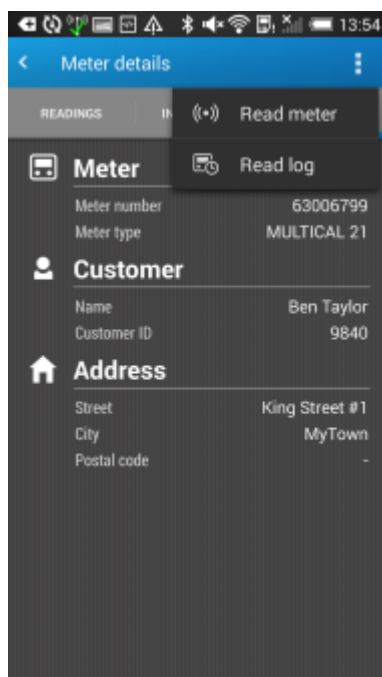 13:54
Meter details
READINGS
IN
Read meter
Read log
Meter
Meter number 63006799
Meter type MULTICAL 21
Customer
Name Ben Taylor
Customer ID 9840
Address
Street King Street #1
City MyTown
Postal code -